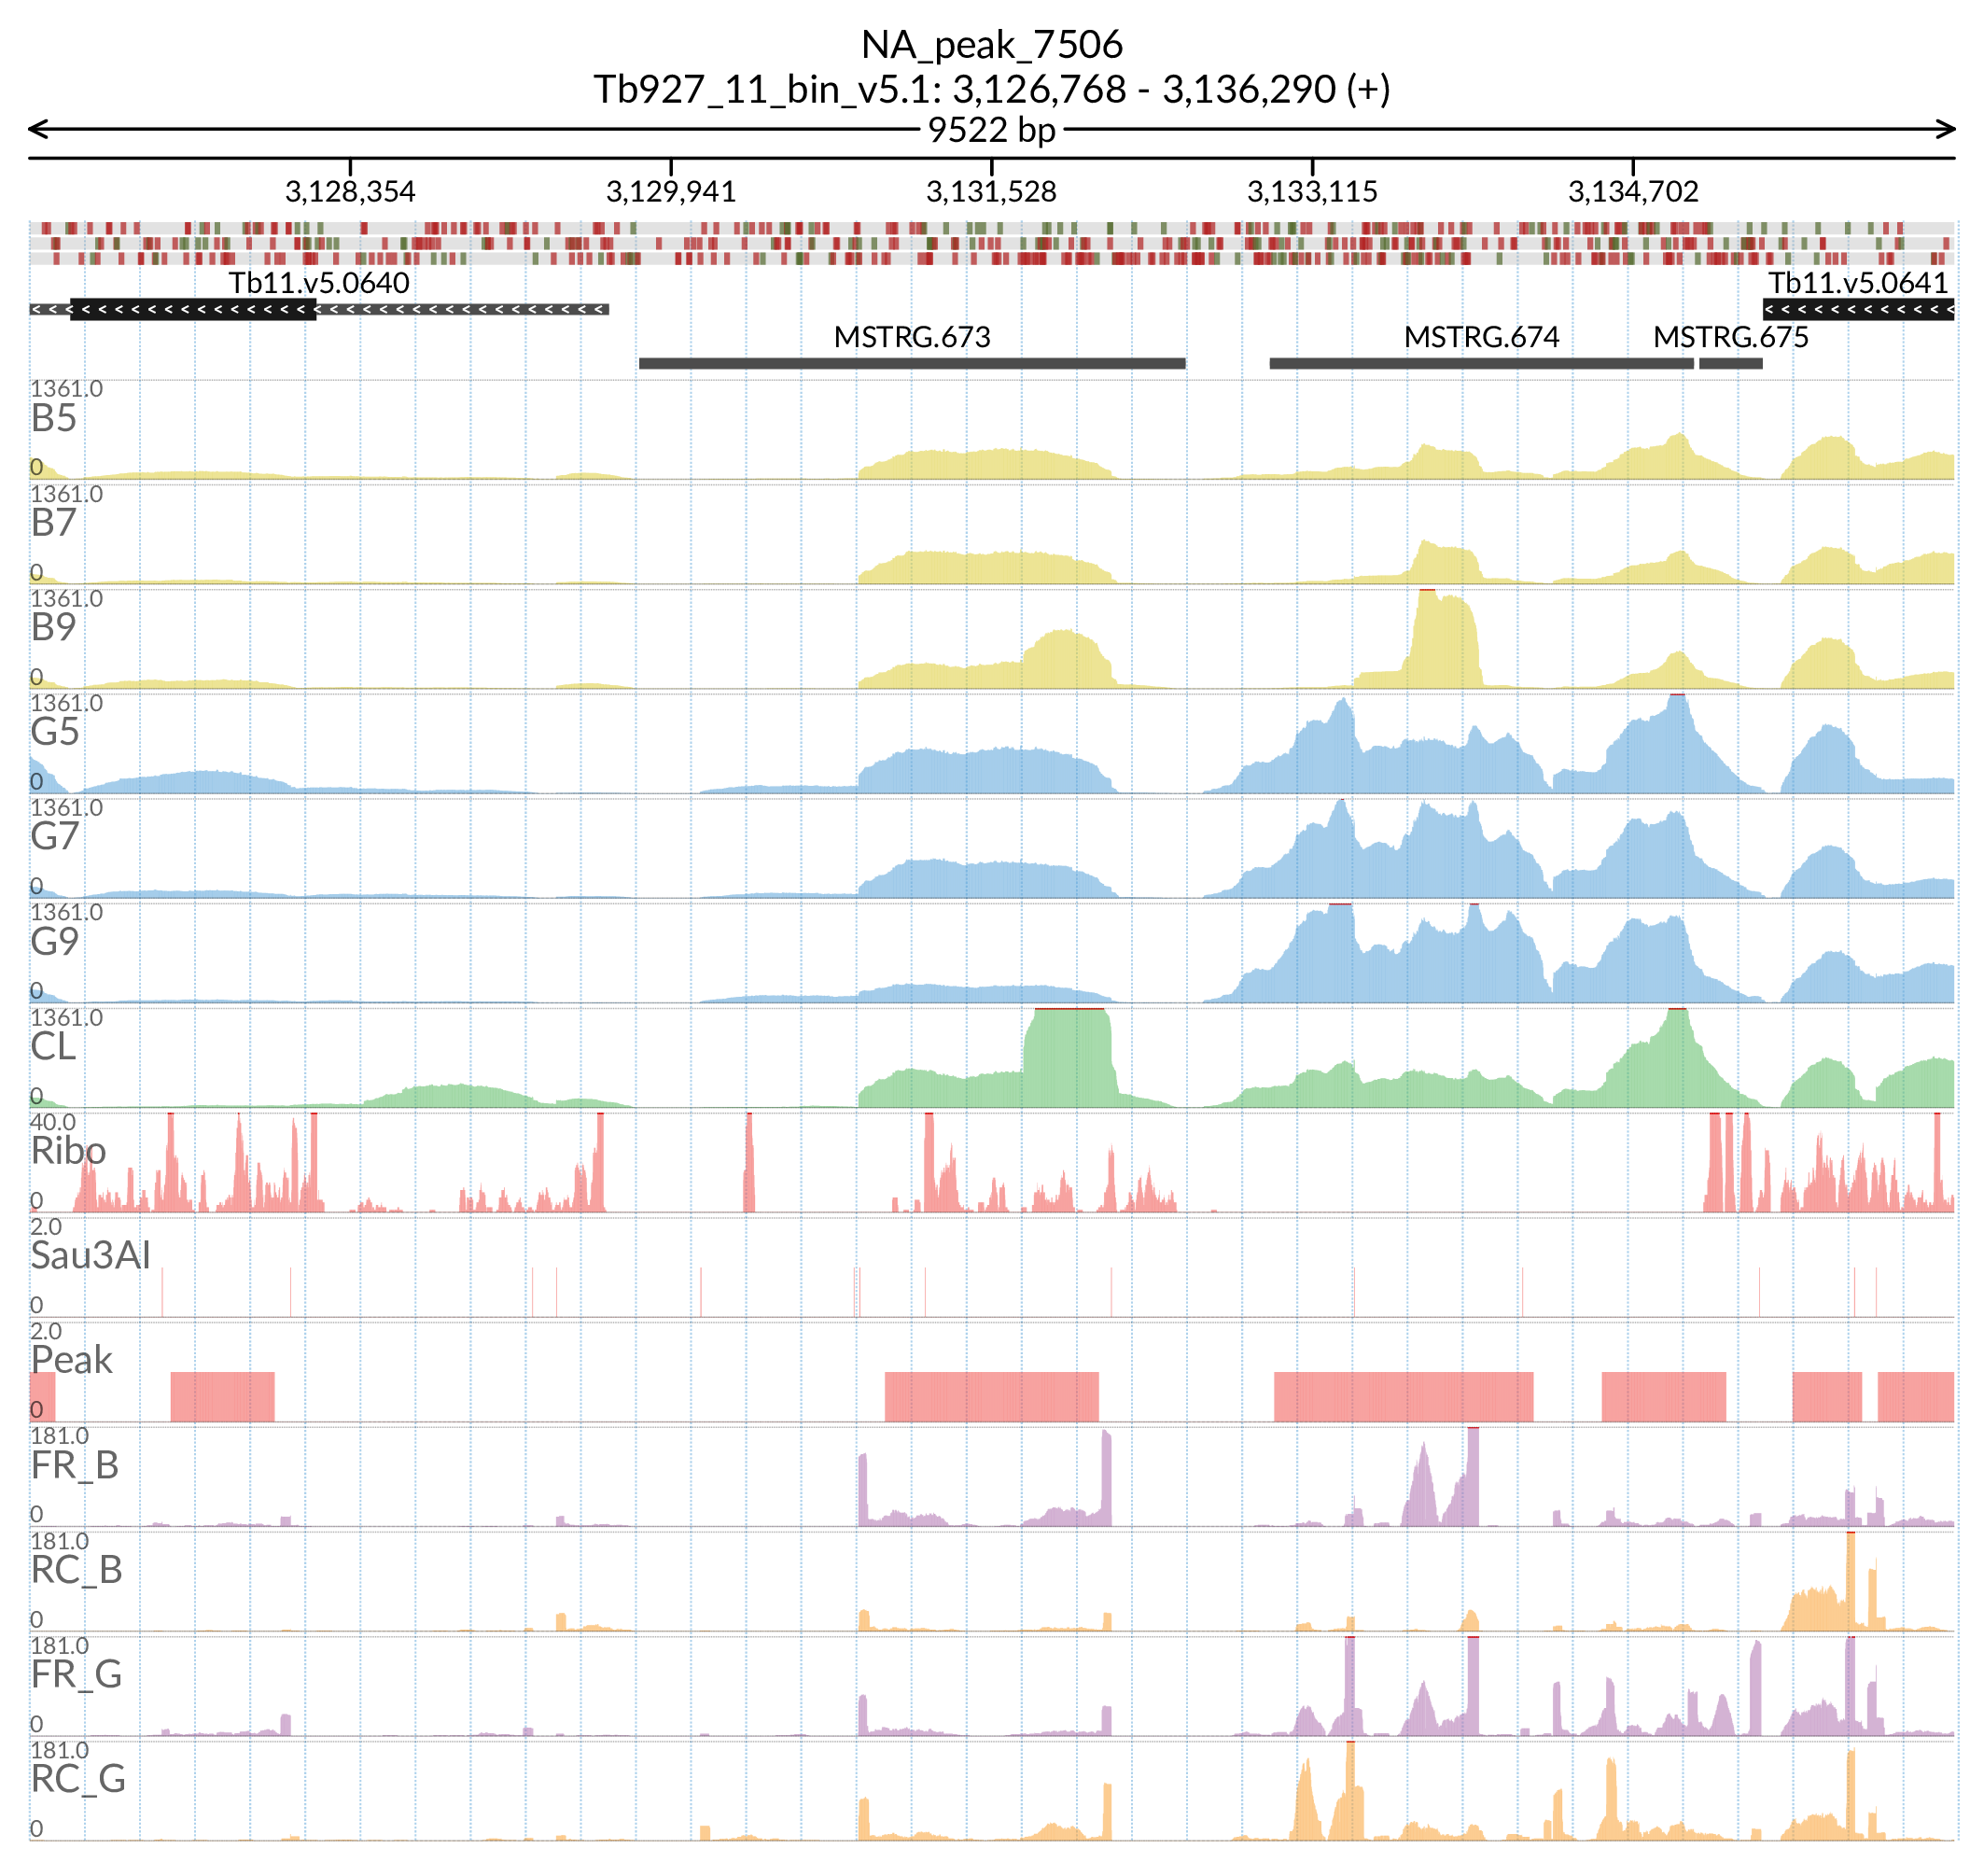 NA_peak_7506
Tb927_11_bin_v5.1: 3,126,768 - 3,136,290 (+)
9522 bp
3,128,354 3,129,941 3,131,528 3,133,115 3,134,702
Tb11.v5.0640 Tb11.v5.0641
MSTRG.673 MSTRG.674 MSTRG.675
1361.0
B5
0
1361.0
B7
0
1361.0
B9
0
1361.0
G5
0
1361.0
G7
0
1361.0
G9
0
1361.0
CL
0
40.0
Ribo
0
2.0
Sau3AI
0
2.0
Peak
0
181.0
FR_B
0
181.0
RC_B
0
181.0
FR_G
0
181.0
RC_G
0